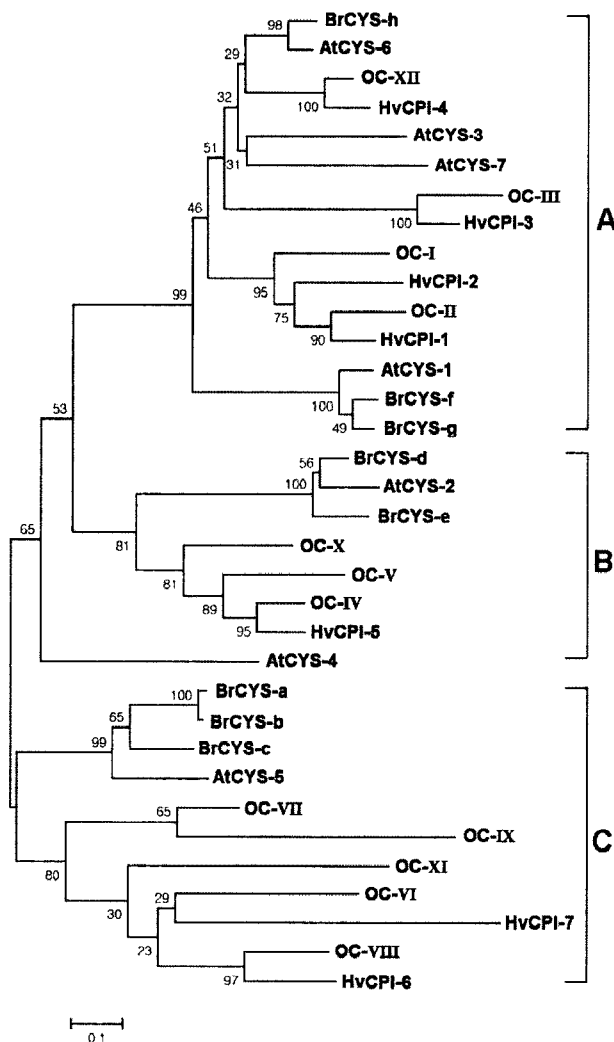 BrCYS-h
98
AtCYS-6
29
OC-XII
100
HvCPI-4
32
AtCYS-3
31
AtCYS-7
51
OC-III
100
HvCPI-3
A
46
OC-I
95
HvCPI-2
75
OC-II
90
HvCPI-1
99
AtCYS-1
100
BrCYS-f
49
BrCYS-g
53
BrCYS-d
56
100
AtCYS-2
BrCYS-e
81
OC-X
81
OC-V
89
OC-IV
95
HvCPI-5
B
65
AtCYS-4
BrCYS-a
100
BrCYS-b
65
BrCYS-c
99
AtCYS-5
OC-VII
65
OC-IX
C
80
OC-XI
30
OC-VI
29
HvCPI-7
23
OC-VIII
97
HvCPI-6
0.1